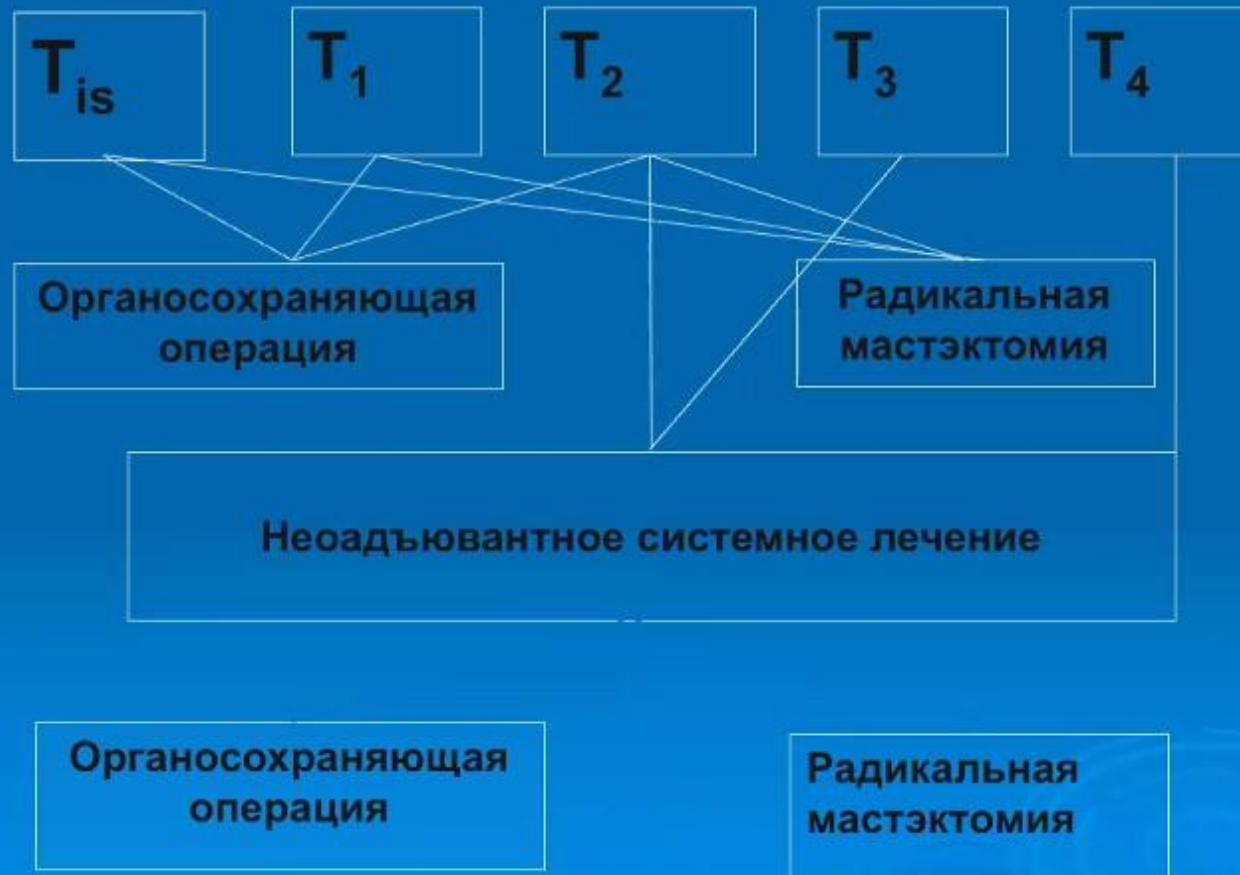 Tis
T1
T2
T3
T4
Органосохраняющая
операция
Радикальная
мастэктомия
Неоадъювантное системное лечение
Органосохраняющая
операция
Радикальная
мастэктомия